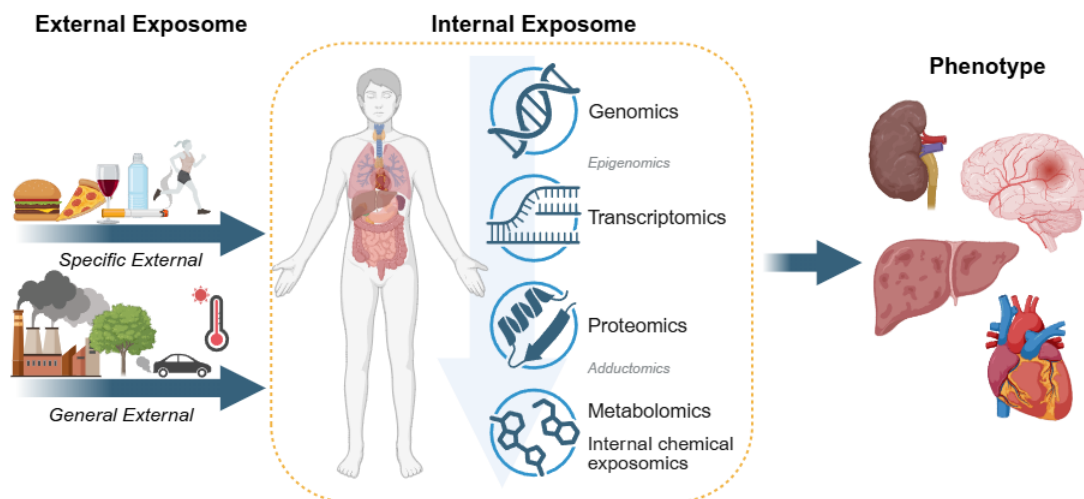 External Exposome
Internal Exposome
Phenotype
Specific External
General External
Genomics
Epigenomics
Transcriptomics
Proteomics
Adductomics
Metabolomics
Internal chemical
exposomics